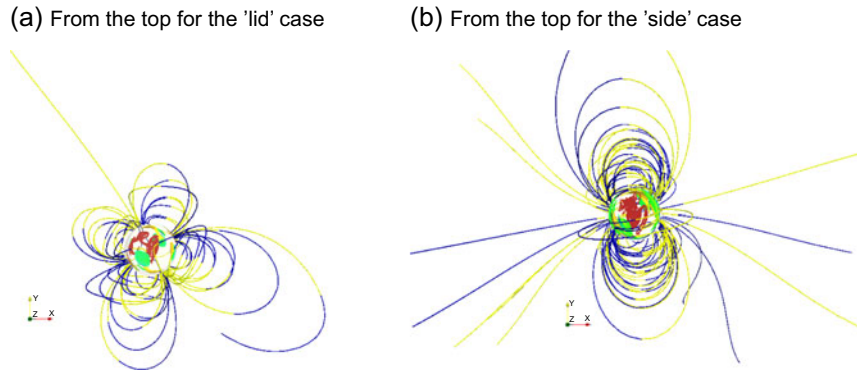 (a) From the top for the 'lid' case
(b) From the top for the 'side' case
Y
Z X
Y
Z X